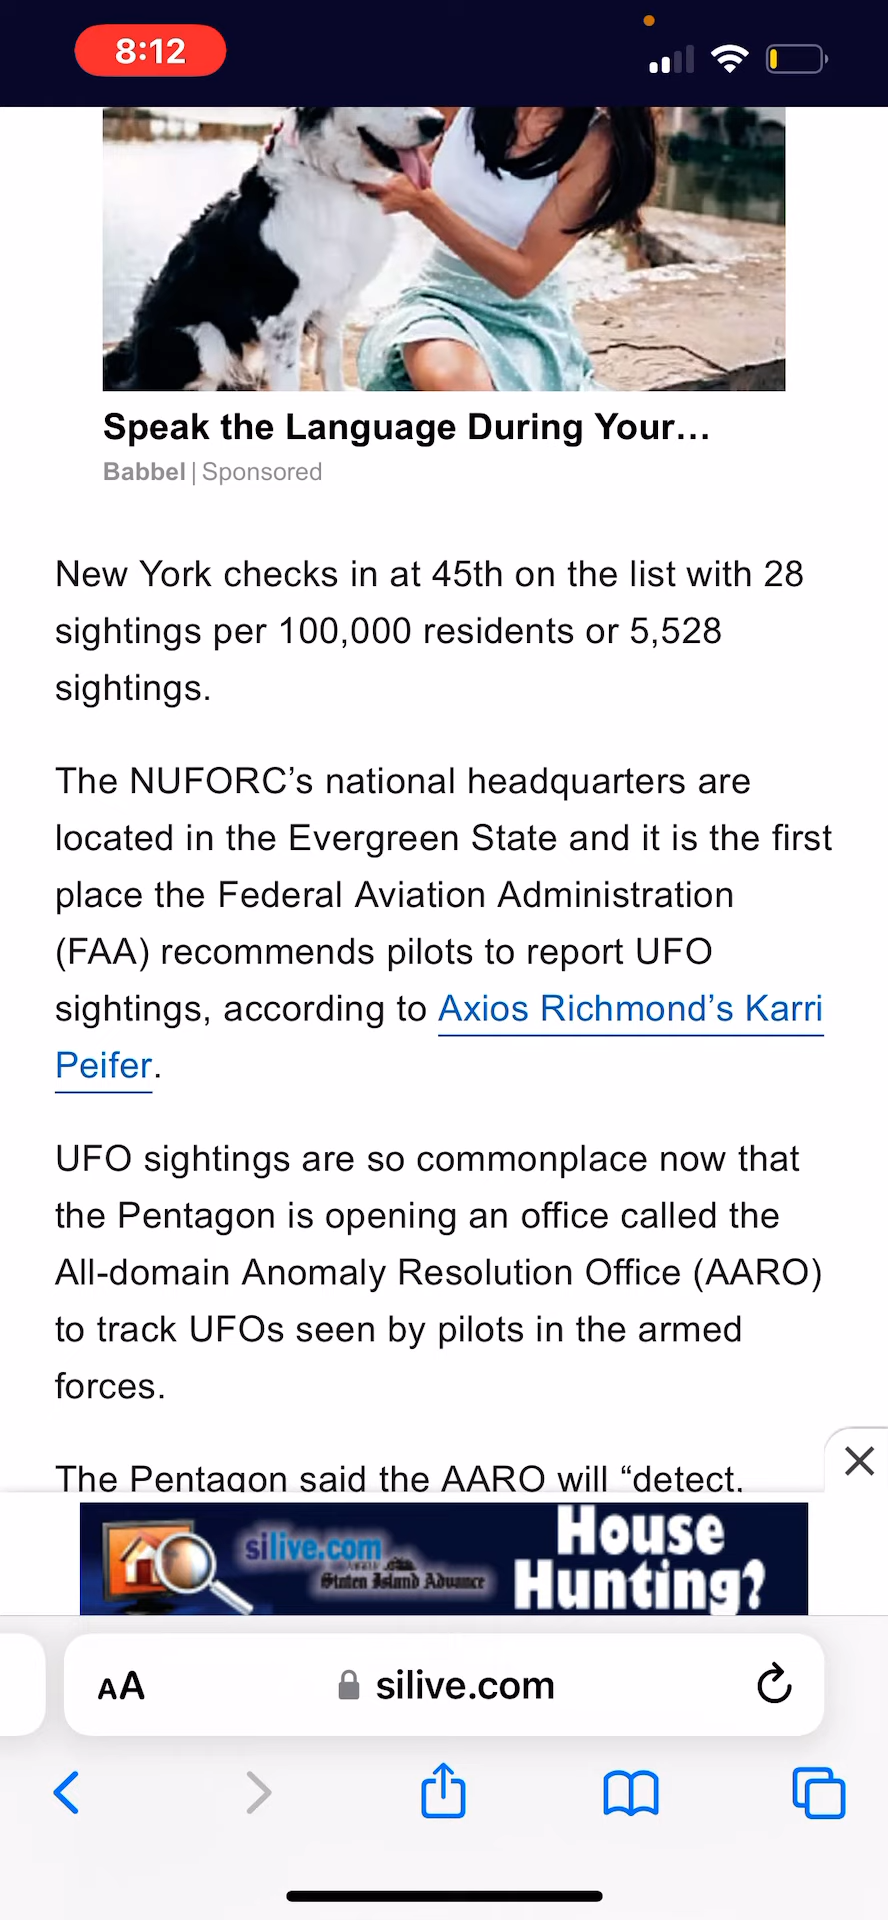 8:12
Speak the Language During Your...
Babbel | Sponsored
New York checks in at 45th on the list with 28
sightings per 100,000 residents or 5,528
sightings.
The NUFORC’s national headquarters are
located in the Evergreen State and it is the first
place the Federal Aviation Administration
(FAA) recommends pilots to report UFO
sightings, according to Axios Richmond’s Karri
Peifer.
UFO sightings are so commonplace now that
the Pentagon is opening an office called the
All-domain Anomaly Resolution Office (AARO)
to track UFOs seen by pilots in the armed
forces.
The Pentagon said the AARO will “detect,
silive.com
Staten Island Advance
House
Hunting?
AA silive.com